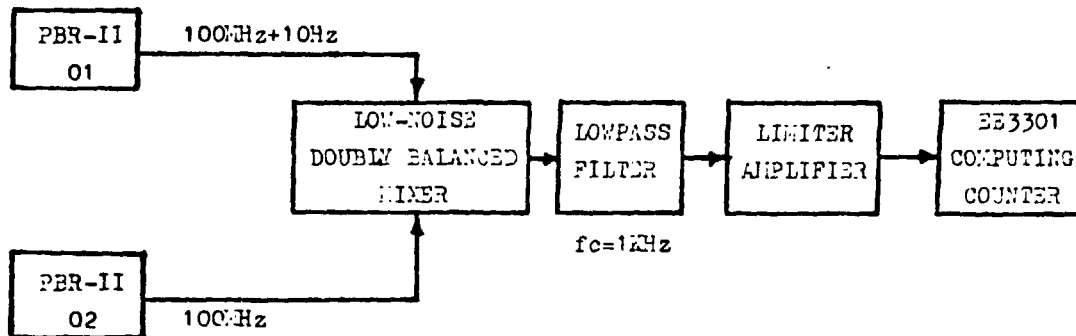 PBR-II
01
100MHz+10Hz
LOW-NOISE
DOUBLY BALANCED
MIXER
LOWPASS
FILTER
fc=1KHz
LIMITER
AMPLIFIER
EE3301
COMPUTING
COUNTER
PBR-II
02
100MHz